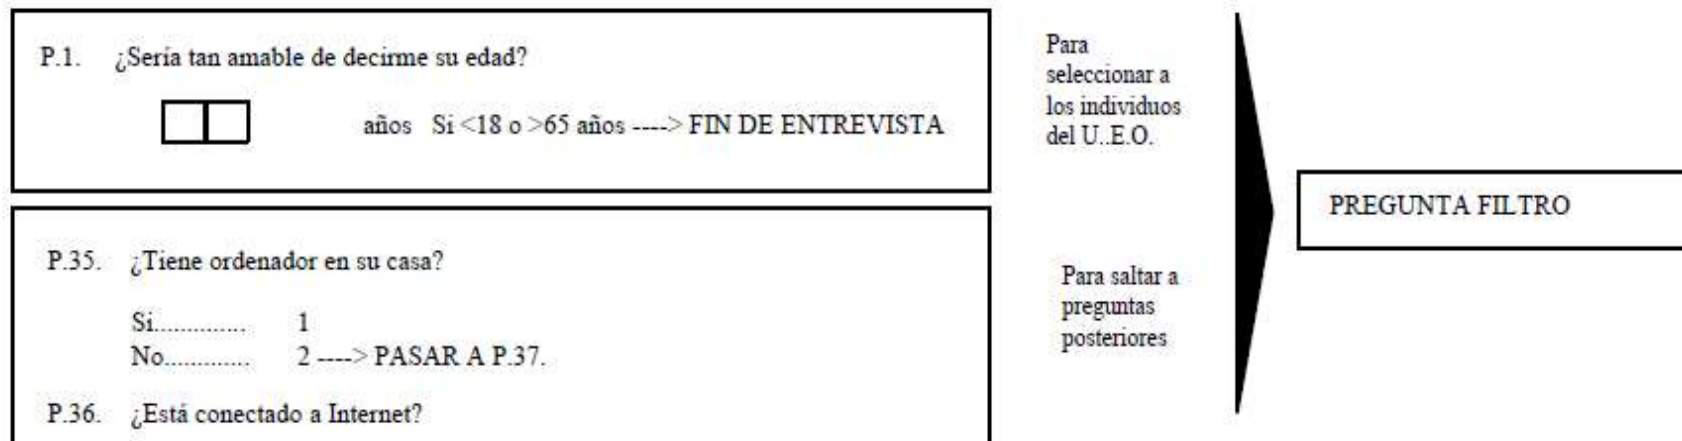 P.1. ¿Sería tan amable de decirme su edad?
años Si <18 o >65 años ----> FIN DE ENTREVISTA
P.35. ¿Tiene ordenador en su casa?
Si.............. 1
No............. 2 ----> PASAR A P.37.
P.36. ¿Está conectado a Internet?
Para
seleccionar a
los individuos
del U..E.O.
Para saltar a
preguntas
posteriores
PREGUNTA FILTRO